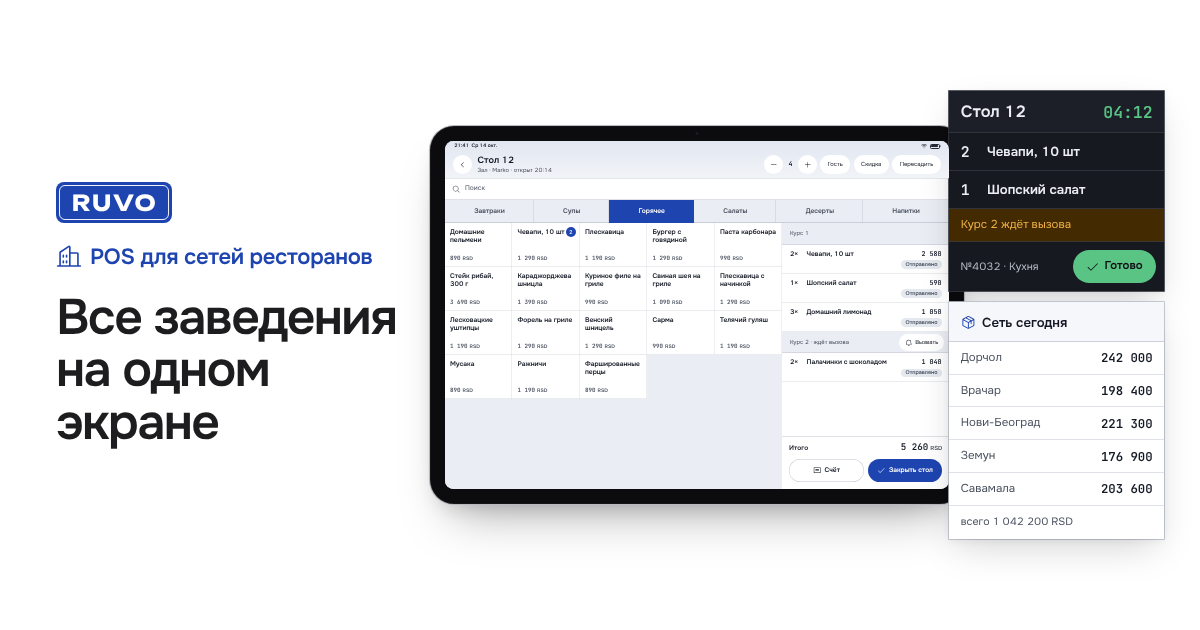 RUVO
POS для сетей ресторанов
Все заведения
на одном
экране
21:41 Ср 14 окт.
Стол 12
Зал · Marko · открыт 20:14
− 4 + Гость Скидка Пересадить
Поиск
Завтраки Супы Горячее Салаты Десерты Напитки
Домашние пельмени
890 RSD
Чевапи, 10 шт 2
1 290 RSD
Плескавица
1 190 RSD
Бургер с говядиной
1 290 RSD
Паста карбонара
990 RSD
Стейк рибай, 300 г
3 690 RSD
Караджорджева шницла
1 390 RSD
Куриное филе на гриле
990 RSD
Свиная шея на гриле
1 090 RSD
Плескавица с начинкой
1 290 RSD
Лесковацкие уштипцы
1 190 RSD
Форель на гриле
1 290 RSD
Венский шницель
1 290 RSD
Сарма
990 RSD
Телячий гуляш
1 190 RSD
Мусака
890 RSD
Ражничи
1 190 RSD
Фаршированные перцы
890 RSD
Курс 1
2× Чевапи, 10 шт 2 580
Отправлено
1× Шопский салат 590
Отправлено
3× Домашний лимонад 1 050
Отправлено
Курс 2 · ждёт вызова Вызвать
2× Палачинки с шоколадом 1 040
Отправлено
Итого 5 260 RSD
Счёт Закрыть стол
Стол 12 04:12
2 Чевапи, 10 шт
1 Шопский салат
Курс 2 ждёт вызова
№4032 · Кухня Готово
Сеть сегодня
Дорчол 242 000
Врачар 198 400
Нови-Београд 221 300
Земун 176 900
Савамала 203 600
всего 1 042 200 RSD